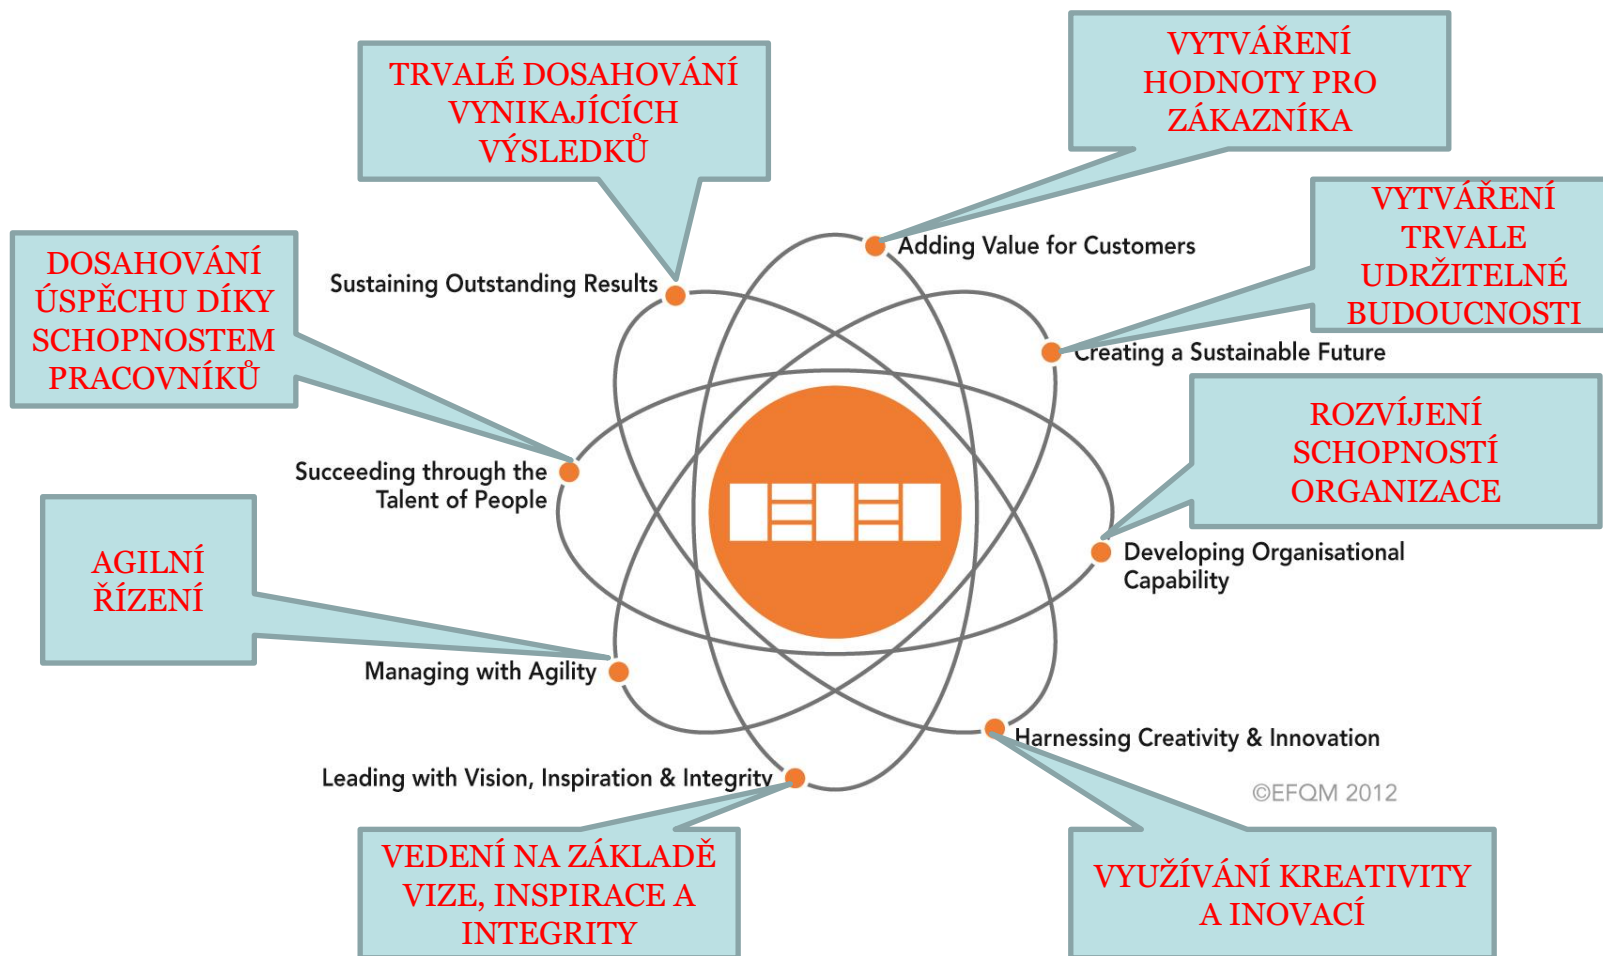 TRVALÉ DOSAHOVÁNÍ
VYNIKAJÍCÍCH
VÝSLEDKŮ
VYTVÁŘENÍ
HODNOTY PRO
ZÁKAZNÍKA
VYTVÁŘENÍ
TRVALE
UDRŽITELNÉ
BUDOUCNOSTI
DOSAHOVÁNÍ
ÚSPĚCHU DÍKY
SCHOPNOSTEM
PRACOVNÍKŮ
Adding Value for Customers
Sustaining Outstanding Results
Creating a Sustainable Future
ROZVÍJENÍ
SCHOPNOSTÍ
ORGANIZACE
Succeeding through the
Talent of People
Developing Organisational
Capability
AGILNÍ
ŘÍZENÍ
Managing with Agility
Harnessing Creativity & Innovation
Leading with Vision, Inspiration & Integrity
©EFQM 2012
VEDENÍ NA ZÁKLADĚ
VIZE, INSPIRACE A
INTEGRITY
VYUŽÍVÁNÍ KREATIVITY
A INOVACÍ